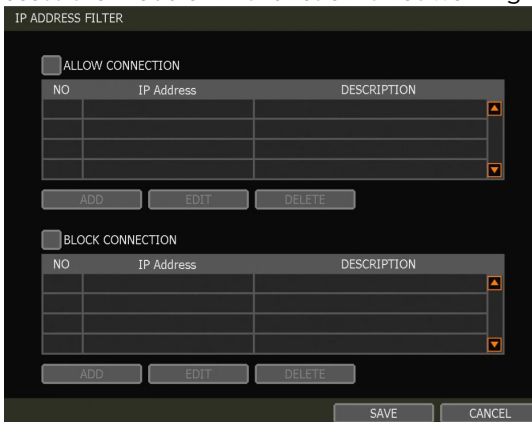 IP ADDRESS FILTER
ALLOW CONNECTION
NO IP Address DESCRIPTION
ADD EDIT DELETE
BLOCK CONNECTION
NO IP Address DESCRIPTION
ADD EDIT DELETE
SAVE CANCEL